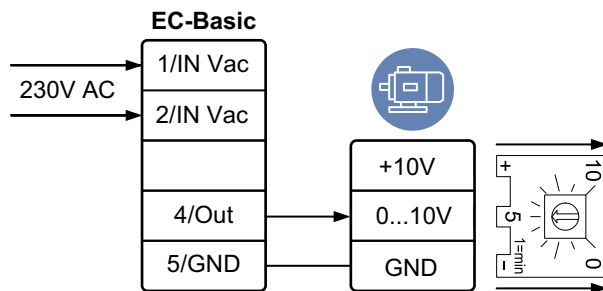 EC-Basic
230V AC
1/IN Vac
2/IN Vac
4/Out
5/GND
+10V
0...10V
GND
+
5
-
1=min
10
0